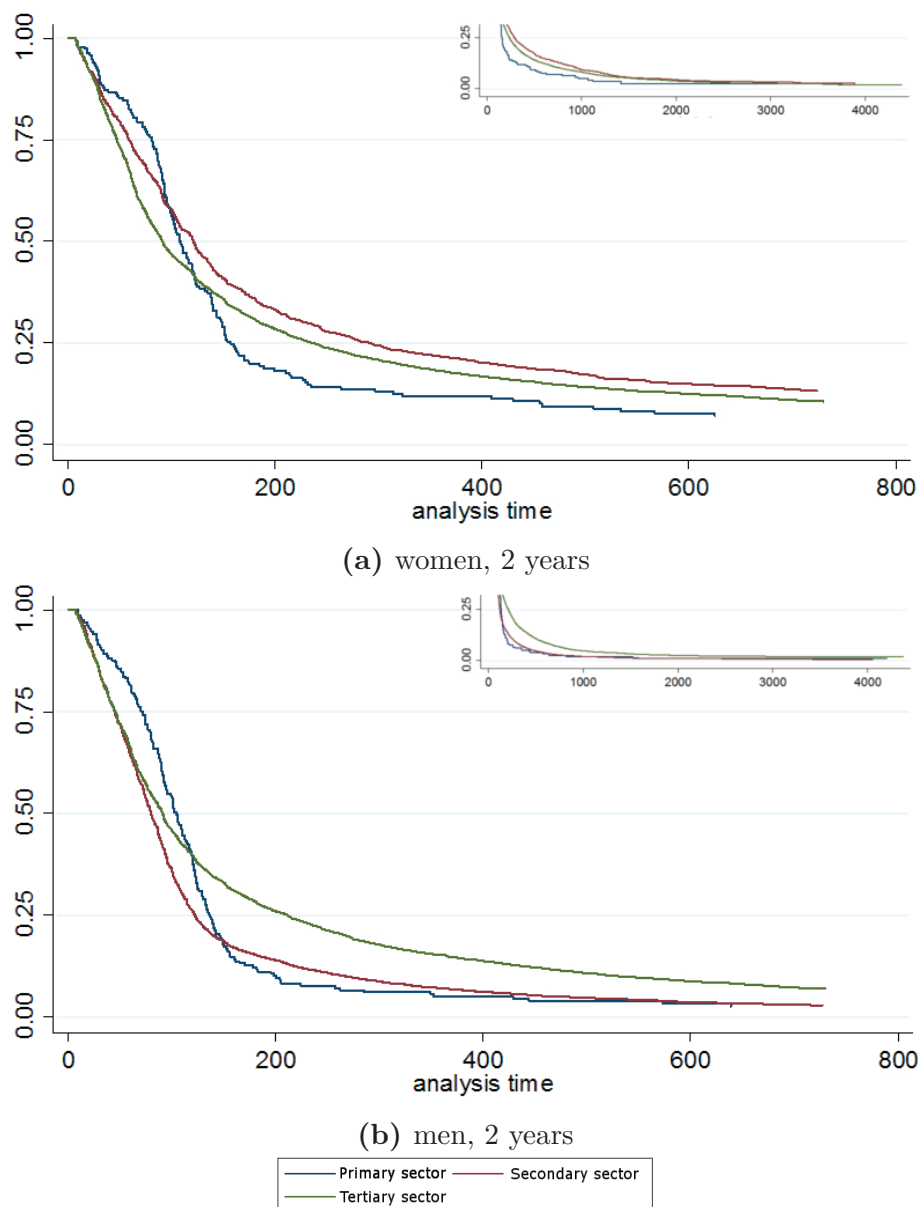 1.00
0.75
0.50
0.25
0.00
0.25
0.00
0 1000 2000 3000 4000
0 200 400 600 800
analysis time
(a) women, 2 years
1.00
0.75
0.50
0.25
0.00
0.25
0.00
0 1000 2000 3000 4000
0 200 400 600 800
analysis time
(b) men, 2 years
Primary sector Secondary sector
Tertiary sector